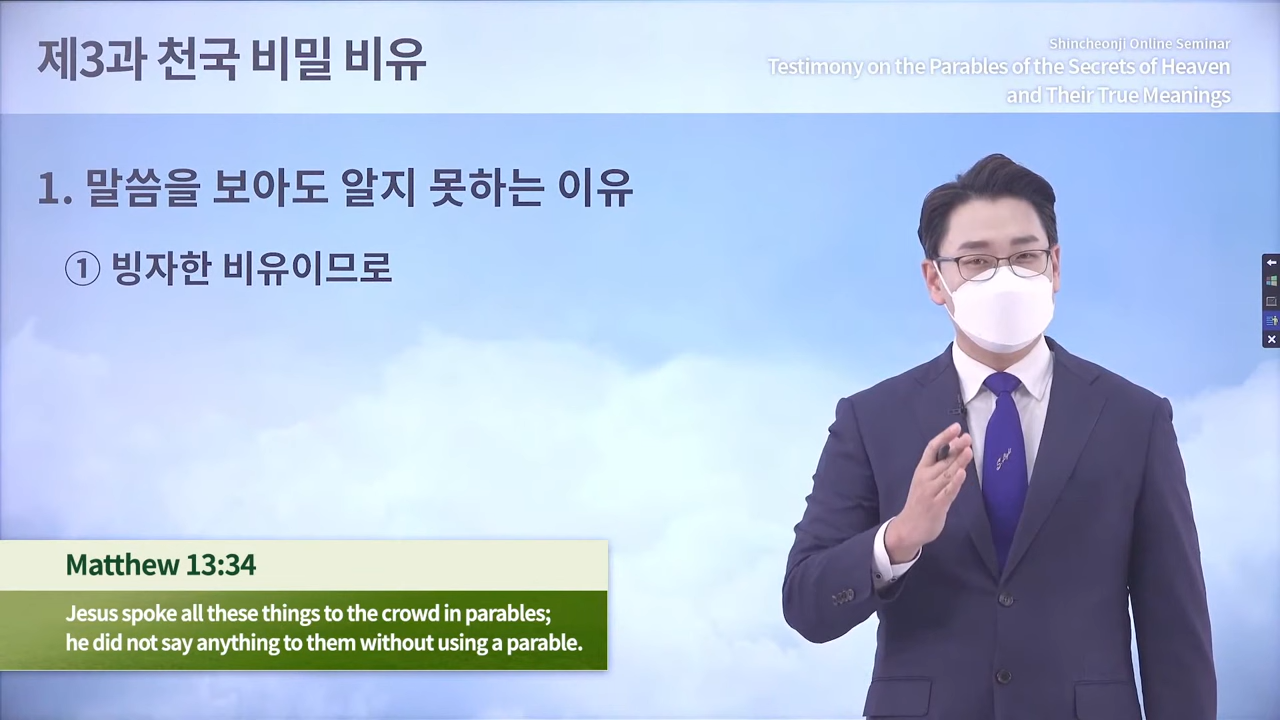 제3과 천국 비밀 비유
Shincheonji Online Seminar
Testimony on the Parables of the Secrets of Heaven
and Their True Meanings
1. 말씀을 보아도 알지 못하는 이유
① 빙자한 비유이므로
Matthew 13:34
Jesus spoke all these things to the crowd in parables;
he did not say anything to them without using a parable.